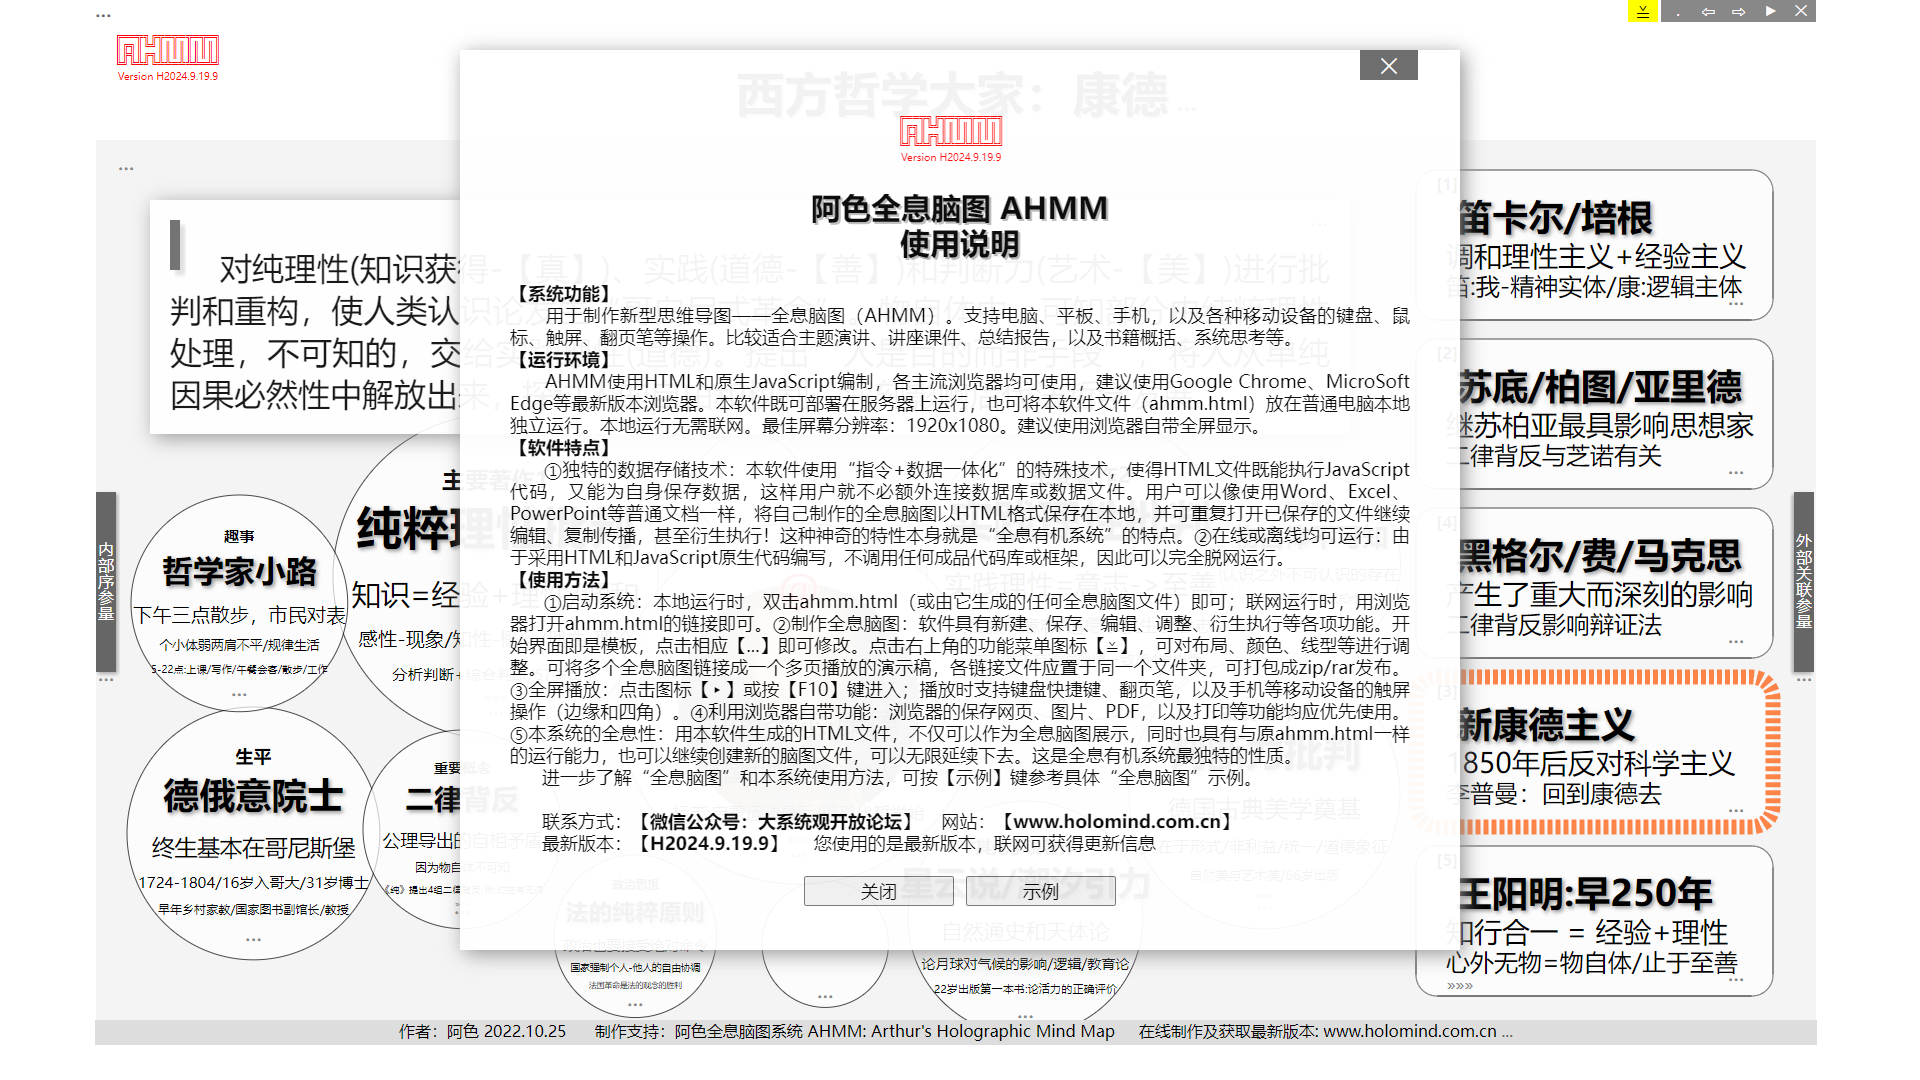 AHMM
Version H2024.9.19.9
西方哲学大家：康德
AHMM
Version H2024.9.19.9
阿色全息脑图 AHMM
使用说明
【系统功能】
用于制作新型思维导图——全息脑图（AHMM）。支持电脑、平板、手机，以及各种移动设备的键盘、鼠
标、触屏、翻页笔等操作。比较适合主题演讲、讲座课件、总结报告，以及书籍概括、系统思考等。
【运行环境】
AHMM使用HTML和原生JavaScript编制，各主流浏览器均可使用，建议使用Google Chrome、MicroSoft
Edge等最新版本浏览器。本软件既可部署在服务器上运行，也可将本软件文件（ahmm.html）放在普通电脑本地
独立运行。本地运行无需联网。最佳屏幕分辨率：1920x1080。建议使用浏览器自带全屏显示。
【软件特点】
①独特的数据存储技术：本软件使用“指令+数据一体化”的特殊技术，使得HTML文件既能执行JavaScript
代码，又能为自身保存数据，这样用户就不必额外连接数据库或数据文件。用户可以像使用Word、Excel、
PowerPoint等普通文档一样，将自己制作的全息脑图以HTML格式保存在本地，并可重复打开已保存的文件继续
编辑、复制传播，甚至衍生执行！这种神奇的特性本身就是“全息有机系统”的特点。②在线或离线均可运行：由
于采用HTML和JavaScript原生代码编写，不调用任何成品代码库或框架，因此可以完全脱网运行。
【使用方法】
①启动系统：本地运行时，双击ahmm.html（或由它生成的任何全息脑图文件）即可；联网运行时，用浏览
器打开ahmm.html的链接即可。②制作全息脑图：软件具有新建、保存、编辑、调整、衍生执行等各项功能。开
始界面即是模板，点击相应【...】即可修改。点击右上角的功能菜单图标【≚】，可对布局、颜色、线型等进行调
整。可将多个全息脑图链接成一个多页播放的演示稿，各链接文件应置于同一个文件夹，可打包成zip/rar发布。
③全屏播放：点击图标【‣】或按【F10】键进入；播放时支持键盘快捷键、翻页笔，以及手机等移动设备的触屏
操作（边缘和四角）。④利用浏览器自带功能：浏览器的保存网页、图片、PDF，以及打印等功能均应优先使用。
⑤本系统的全息性：用本软件生成的HTML文件，不仅可以作为全息脑图展示，同时也具有与原ahmm.html一样
的运行能力，也可以继续创建新的脑图文件，可以无限延续下去。这是全息有机系统最独特的性质。
进一步了解“全息脑图”和本系统使用方法，可按【示例】键参考具体“全息脑图”示例。
联系方式：【微信公众号：大系统观开放论坛】 网站：【www.holomind.com.cn】
最新版本：【H2024.9.19.9】 您使用的是最新版本，联网可获得更新信息
关闭 示例
对纯理性(知识获得-【真】)、实践(道德-【善】)和判断力(艺术-【美】)进行批
判和重构，使人类认识论
处理，不可知的，交给实
因果必然性中解放出来，
内部序参量
趣事
哲学家小路
下午三点散步，市民对表
个小体弱两肩不平/规律生活
5-22点:上课/写作/午餐会客/散步/工作
主要著作
纯粹理
知识=经验+理
感性-现象/知性-
分析判断+综合
生平
德俄意院士
终生基本在哥尼斯堡
1724-1804/16岁入哥大/31岁博士
早年乡村家教/国家图书副馆长/教授
重要概念
二律背反
公理导出的自相矛盾
因为物自体不可知
《纯》提出4组二律
实践理性=意志->至善
政治思想
法的纯粹原则
国家强制个人-他人的自由协调
法国革命是法的观念的胜利
星云说/潮汐引力
自然通史和天体论
论月球对气候的影响/逻辑/教育论
22岁出版第一本书:论活力的正确评价
批判
德国古典美学奠基
外部关联参量
[1]
笛卡尔/培根
调和理性主义+经验主义
笛:我-精神实体/康:逻辑主体
[2]
苏底/柏图/亚里德
继苏柏亚最具影响思想家
二律背反与芝诺有关
[4]
黑格尔/费/马克思
产生了重大而深刻的影响
二律背反影响辩证法
[3]
新康德主义
1850年后反对科学主义
李普曼：回到康德去
[5]
王阳明:早250年
知行合一 = 经验+理性
心外无物=物自体/止于至善
»»»
作者：阿色 2022.10.25 制作支持：阿色全息脑图系统 AHMM: Arthur's Holographic Mind Map 在线制作及获取最新版本: www.holomind.com.cn ...